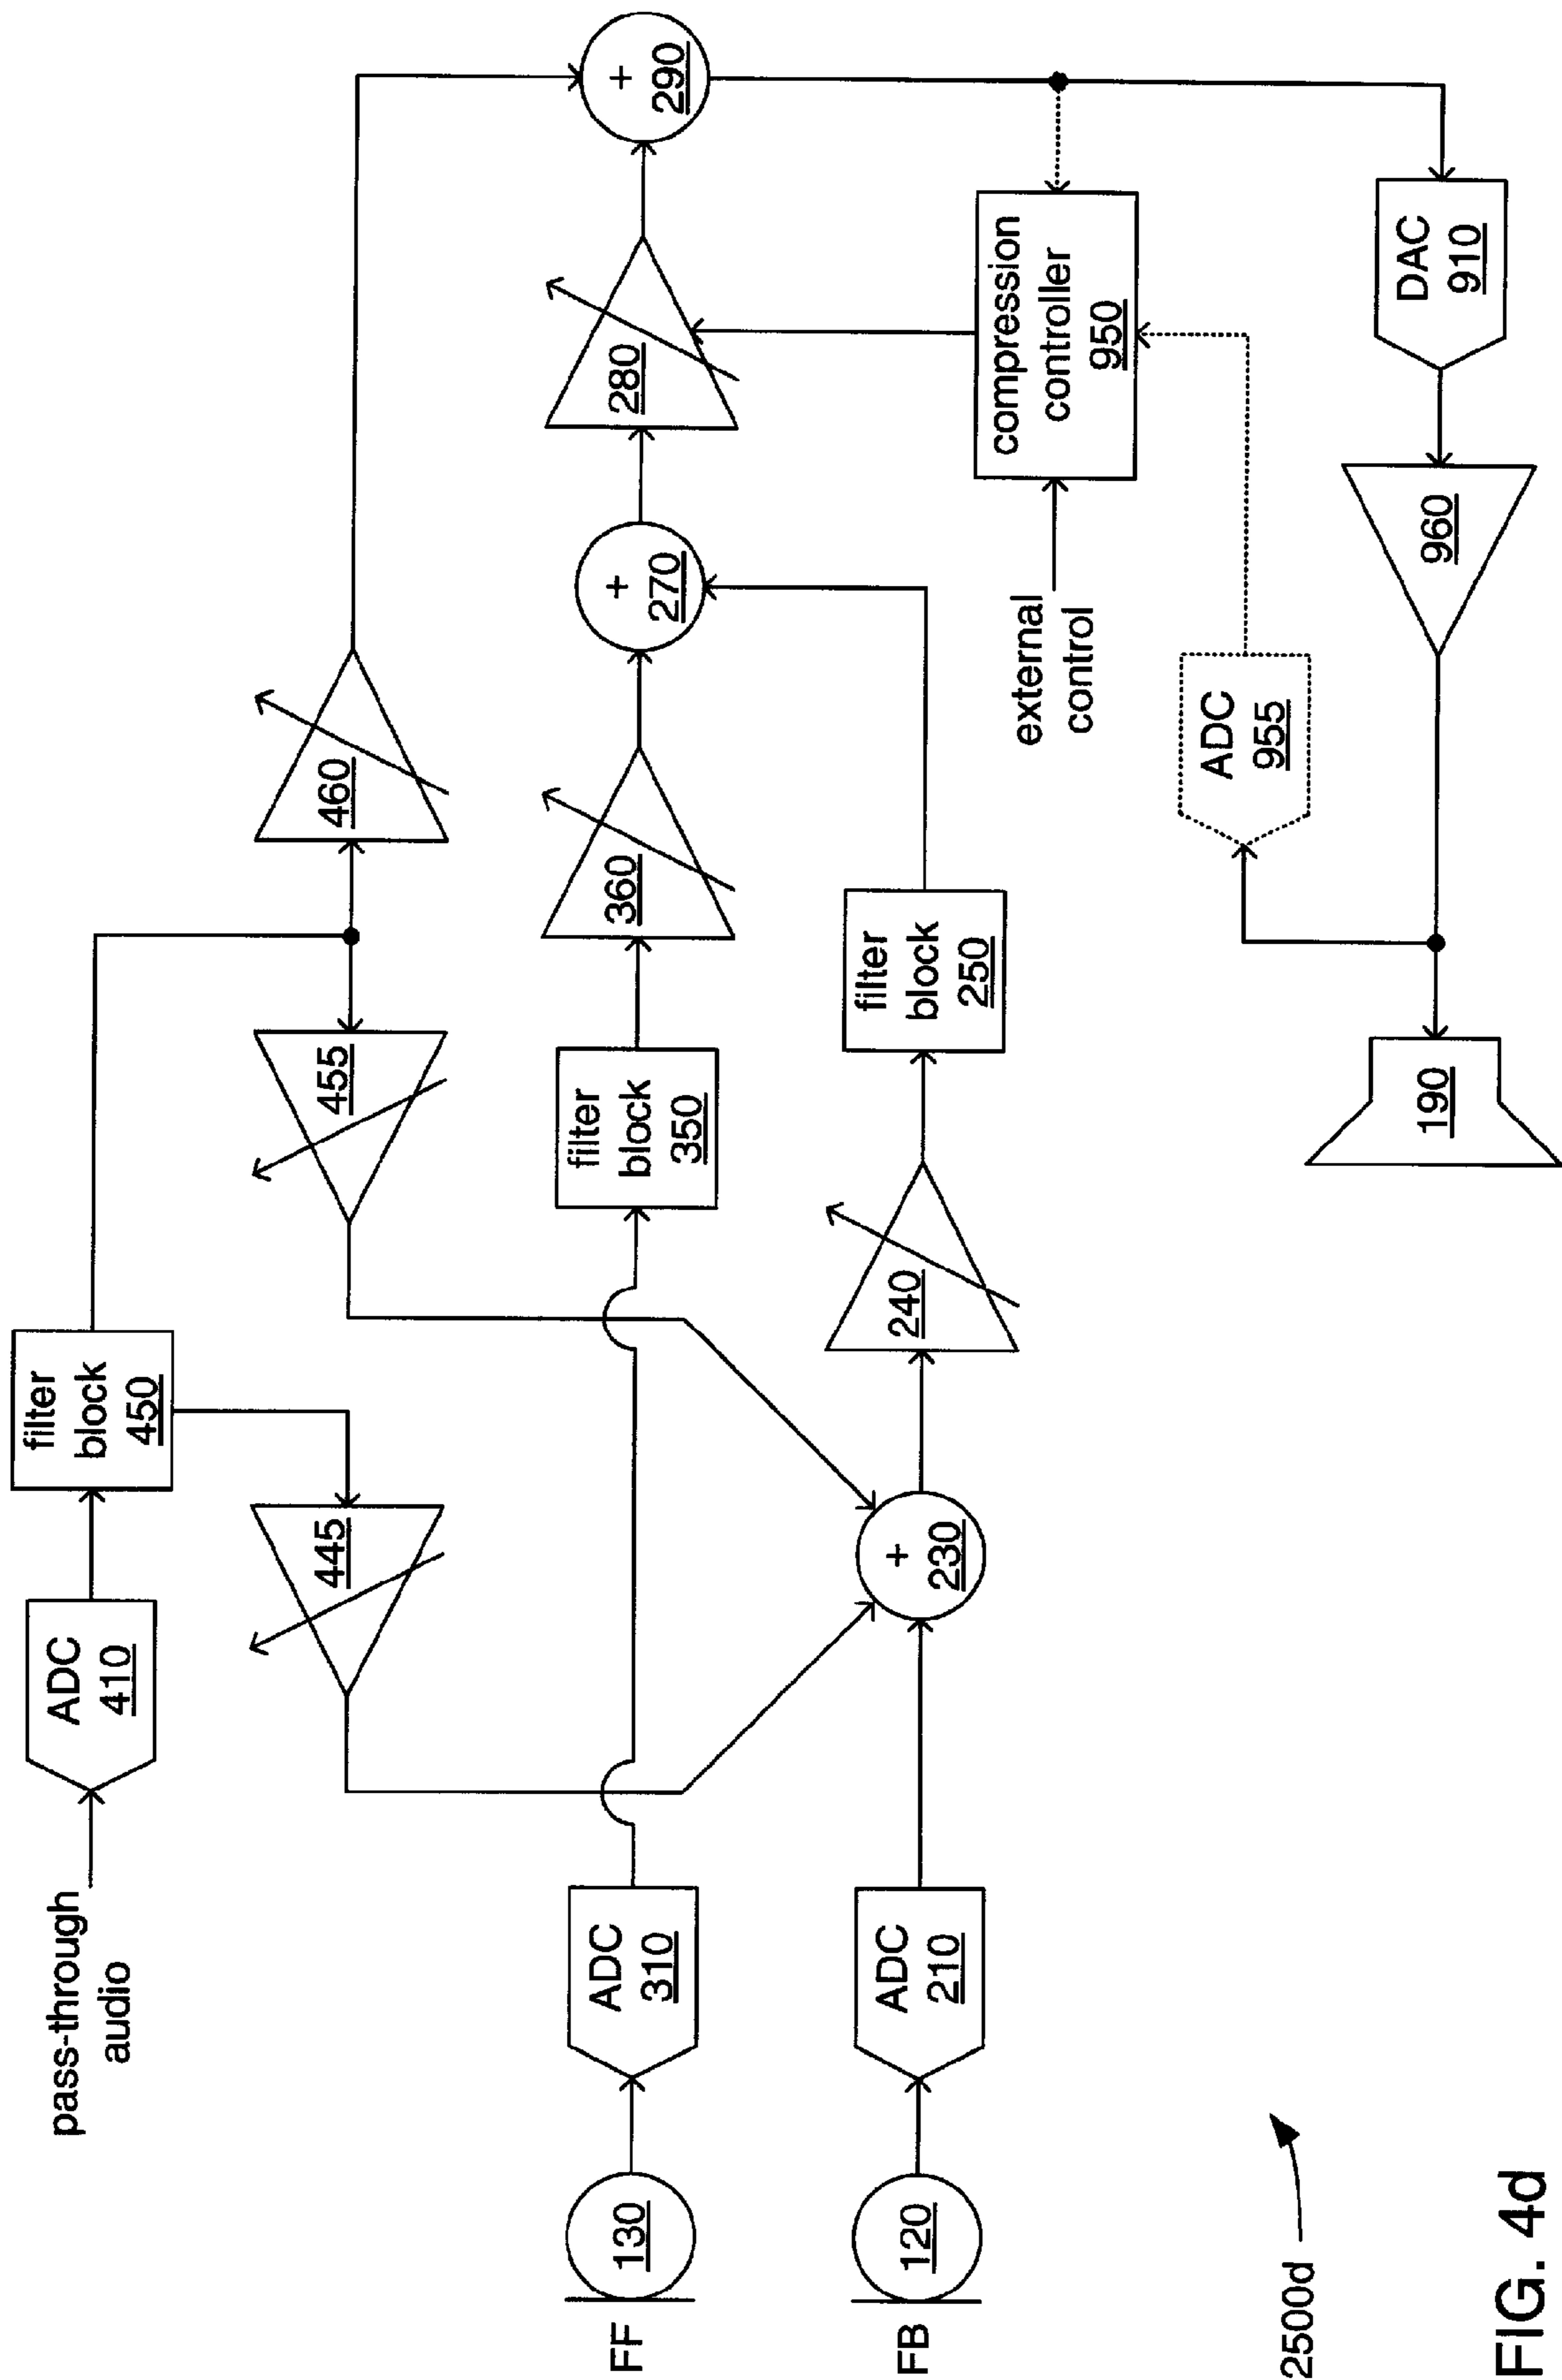 pass-through
audio
ADC
410
filter
block
450
445
455
460
FF
130
ADC
310
filter
block
350
360
+
270
280
+
290
FB
120
ADC
210
+
230
240
filter
block
250
external
control
compression
controller
950
ADC
955
DAC
910
960
190
2500d
FIG. 4d